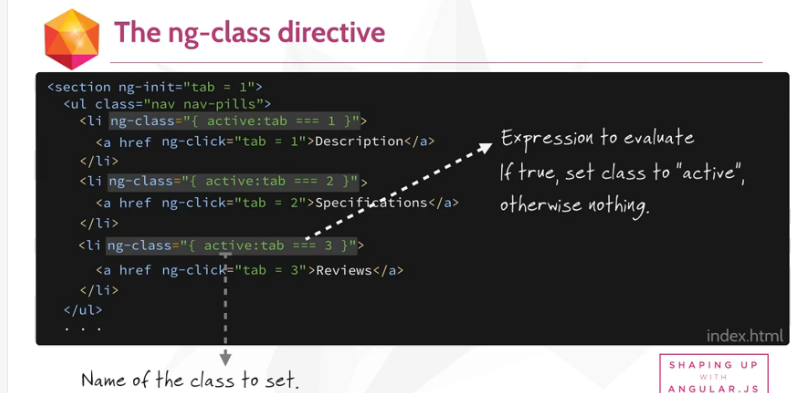 The ng-class directive
<section ng-init="tab = 1">
<ul class="nav nav-pills”>
<li ng-class="{ active:tab === 1 }">
<a href ng-click="tab = 1">Description</a>
</li>
<li ng-class="{ active:tab === 2 }">
<a href ng-click="tab = 2">Specifications</a>
</li>
<li ng-class="{ active:tab === 3 }">
<a href ng-click="tab = 3">Reviews</a>
</li>
</ul>
. . .
Expression to evaluate
If true, set class to "active",
otherwise nothing.
index.html
Name of the class to set.
SHAPING UP
WITH
ANGULAR.JS